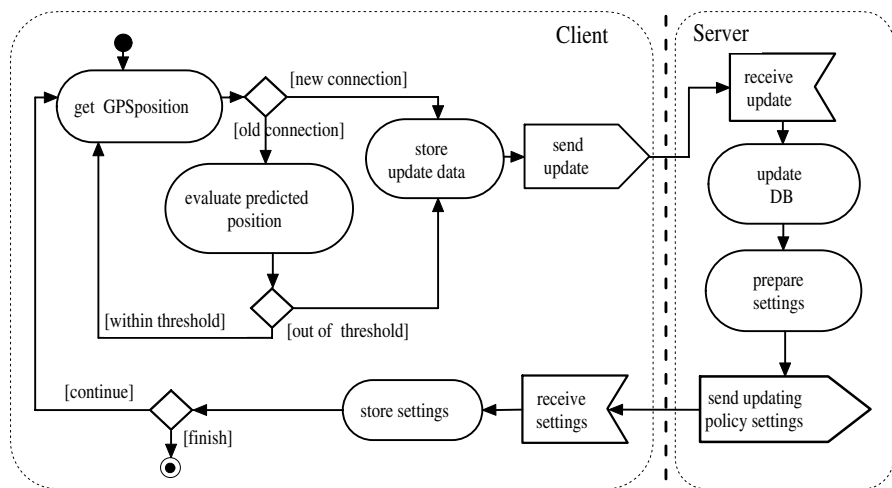 Client
Server
[new connection]
receive
update
get GPSposition
[old connection]
store
update data
send
update
evaluate predicted
position
update
DB
prepare
settings
[within threshold]
[out of threshold]
[continue]
store settings
receive
settings
send updating
policy settings
[finish]